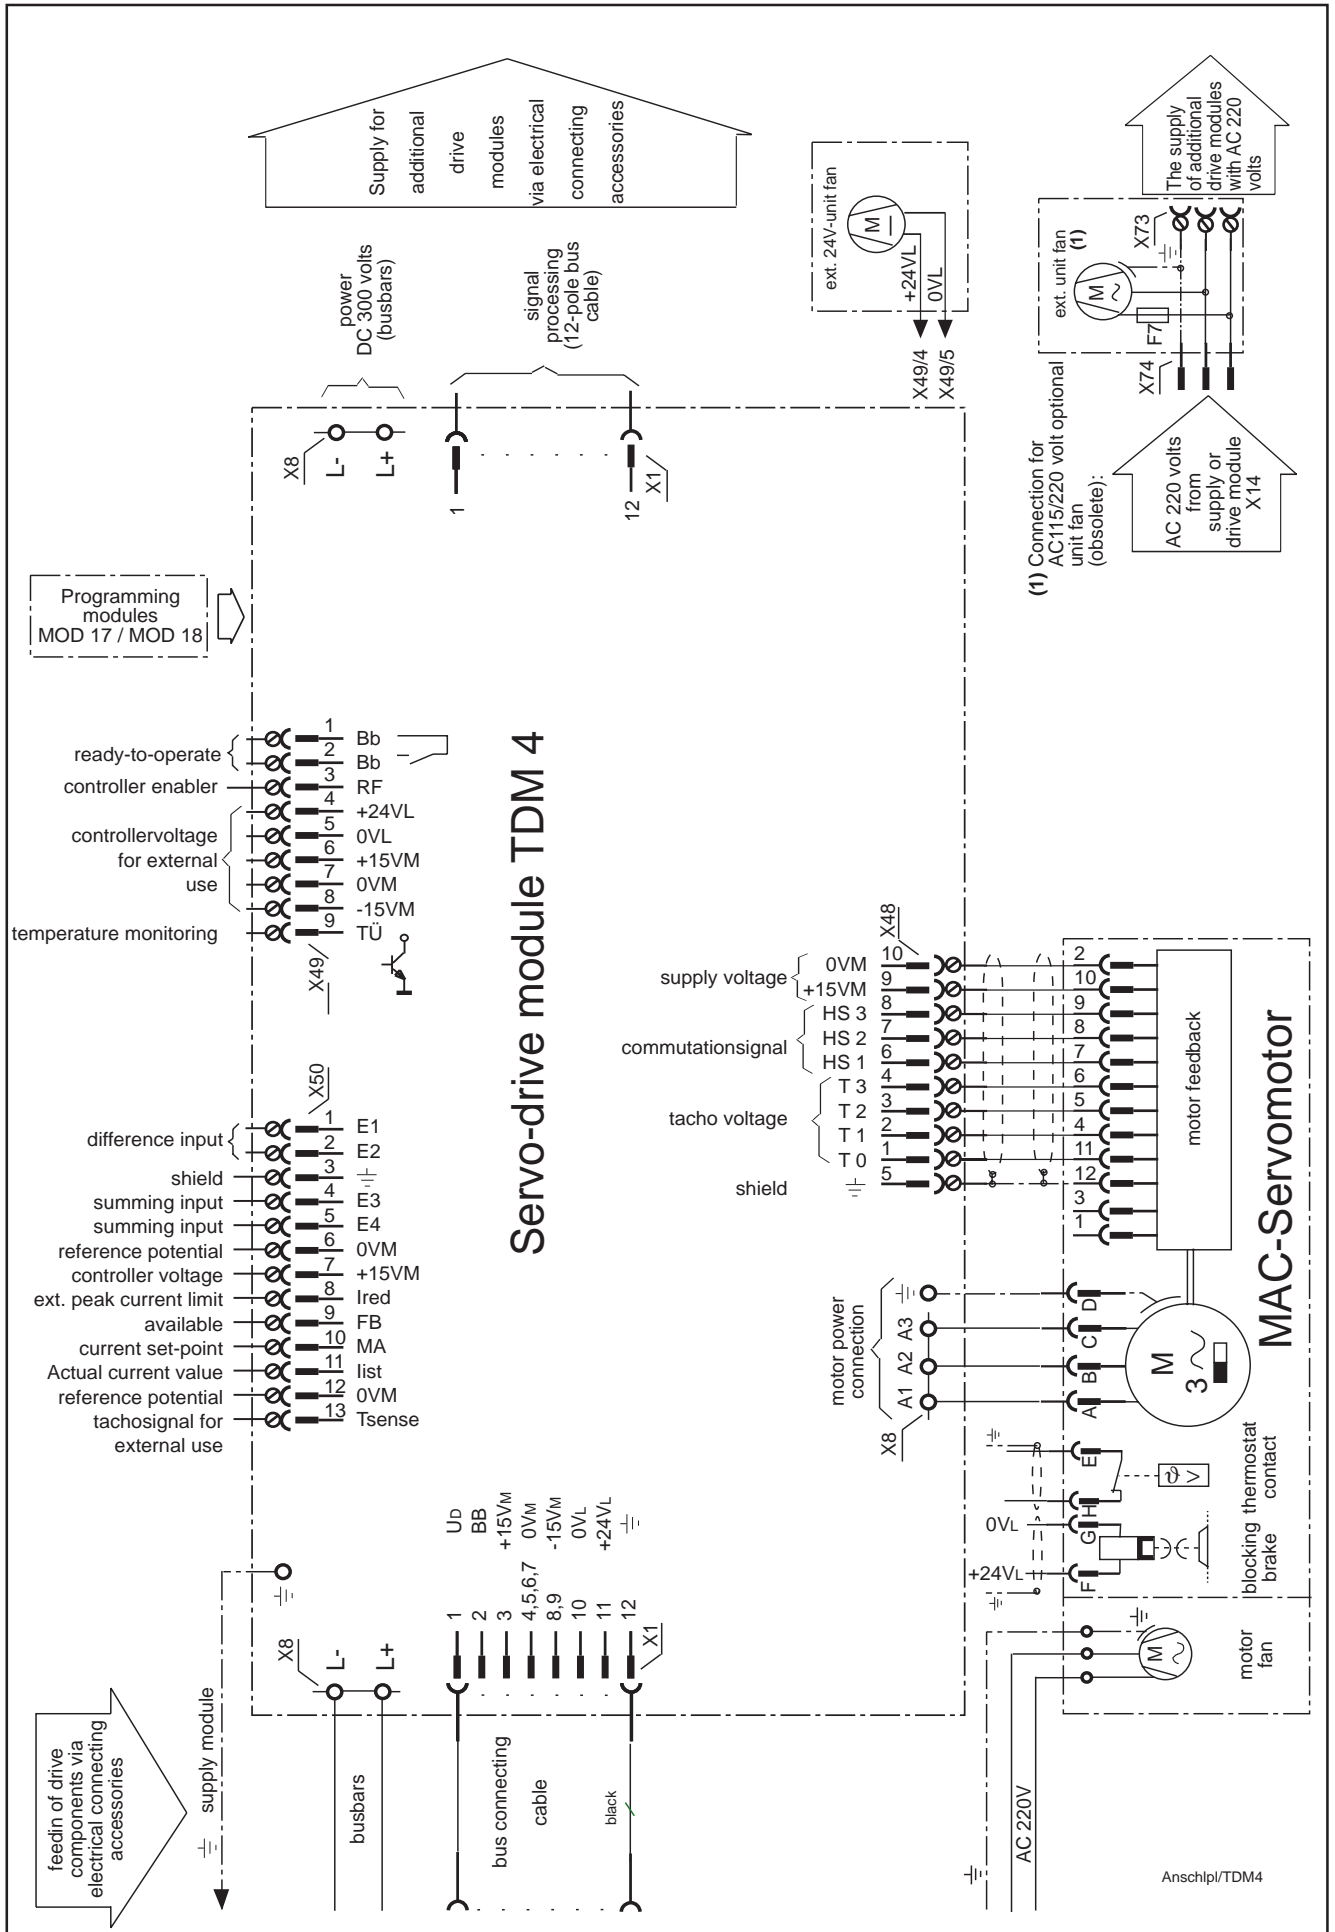 Supply for
additional
drive
modules
via electrical
connecting
accessories
The supply
of additional
drive modules
with AC 220
volts
power
DC 300 volts
(busbars)
signal
processing
(12-pole bus
cable)
ext. 24V-unit fan
M
+24VL
0VL
X49/4
X49/5
ext. unit fan
(1)
M
F7
X73
X74
AC 220 volts
from
supply or
drive module
X14
(1) Connection for
AC115/220 volt optional
unit fan
(obsolete):
X8
L-
L+
1
12
X1
Programming
modules
MOD 17 / MOD 18
Servo-drive module TDM 4
ready-to-operate
1 Bb
2 Bb
controller enabler 3 RF
controllervoltage
for external
use
4 +24VL
5 0VL
6 +15VM
7 0VM
8 -15VM
temperature monitoring 9 TÜ
X49
X50
difference input
1 E1
2 E2
shield 3
summing input 4 E3
summing input 5 E4
reference potential 6 0VM
controller voltage 7 +15VM
ext. peak current limit 8 Ired
available 9 FB
current set-point 10 MA
Actual current value 11 Iist
reference potential 12 0VM
tachosignal for 13 Tsense
external use
X48
supply voltage
0VM 10 2
+15VM 9 10
commutationsignal
HS 3 8 9
HS 2 7 8
HS 1 6 7
tacho voltage
T 3 4 6
T 2 3 5
T 1 2 4
T 0 1 11
shield 5 12
3
1
motor feedback
MAC-Servomotor
motor power
connection
X8
A1
A2
A3
A
B
C
D
M
3
E
H
G
F
ϑ
V
0VL
+24VL
thermostat
contact
blocking
brake
motor
fan
M
AC 220V
UD
BB
+15VM
0VM
-15VM
0VL
+24VL
1
2
3
4,5,6,7
8,9
10
11
12
X1
X8
L-
L+
feedin of drive
components via
electrical connecting
accessories
supply module
busbars
bus connecting
cable
black
Anschlpl/TDM4